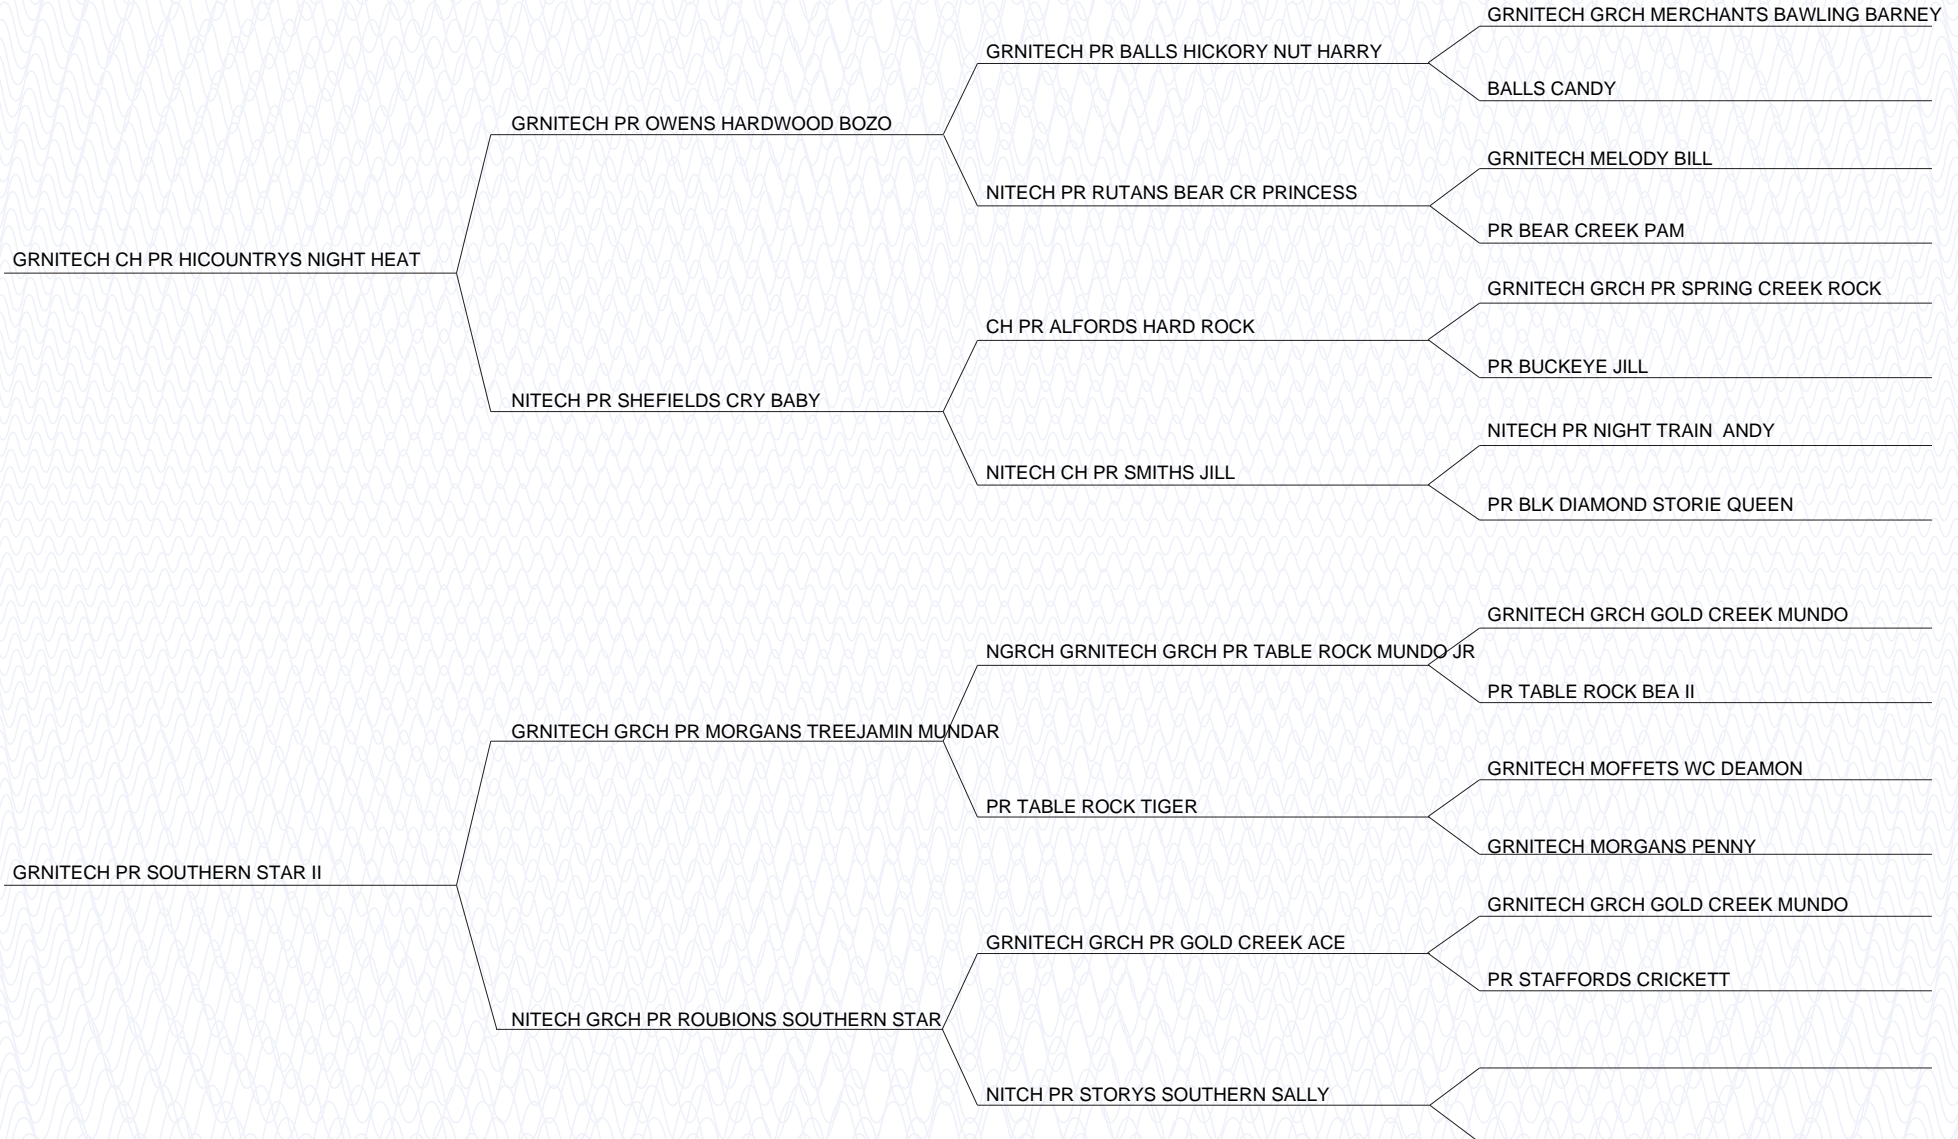 GRNITECH GRCH MERCHANTS BAWLING BARNEY
GRNITECH PR BALLS HICKORY NUT HARRY
BALLS CANDY
GRNITECH PR OWENS HARDWOOD BOZO
GRNITECH MELODY BILL
NITECH PR RUTANS BEAR CR PRINCESS
PR BEAR CREEK PAM
GRNITECH CH PR HICOUNTRYS NIGHT HEAT
GRNITECH GRCH PR SPRING CREEK ROCK
CH PR ALFORDS HARD ROCK
PR BUCKEYE JILL
NITECH PR SHEFIELDS CRY BABY
NITECH PR NIGHT TRAIN  ANDY
NITECH CH PR SMITHS JILL
PR BLK DIAMOND STORIE QUEEN
GRNITECH GRCH GOLD CREEK MUNDO
NGRCH GRNITECH GRCH PR TABLE ROCK MUNDO JR
PR TABLE ROCK BEA II
GRNITECH GRCH PR MORGANS TREEJAMIN MUNDAR
GRNITECH MOFFETS WC DEAMON
PR TABLE ROCK TIGER
GRNITECH MORGANS PENNY
GRNITECH PR SOUTHERN STAR II
GRNITECH GRCH GOLD CREEK MUNDO
GRNITECH GRCH PR GOLD CREEK ACE
PR STAFFORDS CRICKETT
NITECH GRCH PR ROUBIONS SOUTHERN STAR
NITCH PR STORYS SOUTHERN SALLY